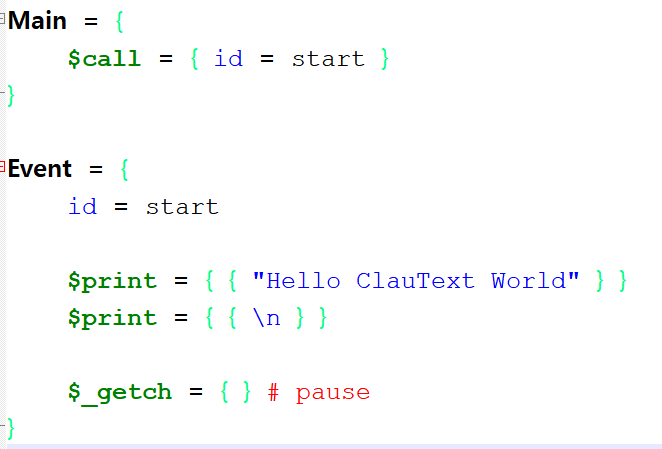 Main = {
$call = { id = start }
}
Event = {
id = start
$print = { { "Hello ClauText World" } }
$print = { { \n } }
$_getch = { } # pause
}